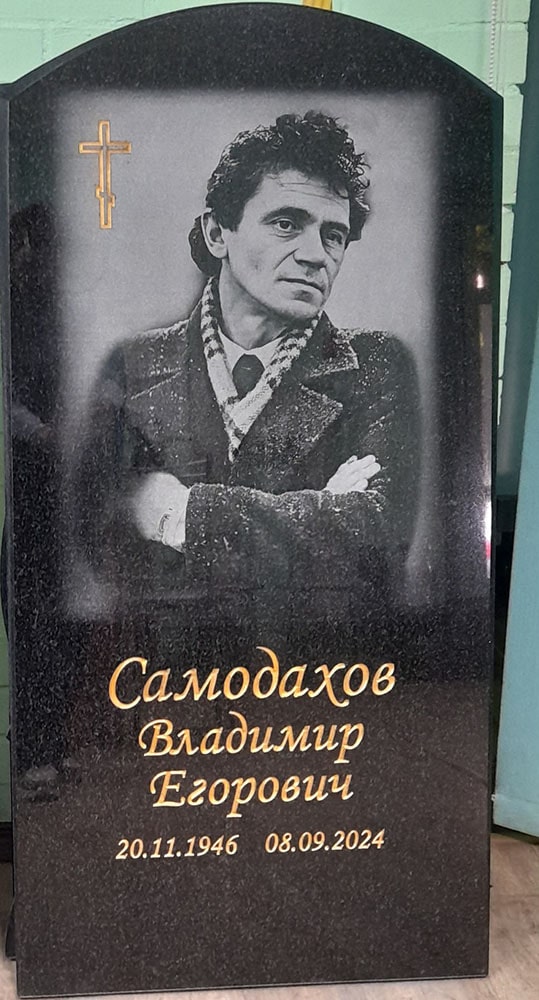 Самодахов
Владимир
Егорович
20.11.1946 08.09.2024